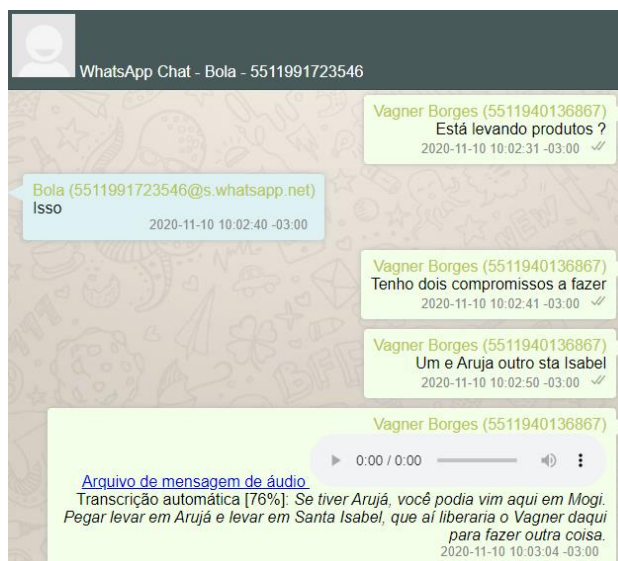 WhatsApp Chat - Bola - 5511991723546
Vagner Borges (5511940136867)
Está levando produtos ?
2020-11-10 10:02:31 -03:00
Bola (5511991723546@s.whatsapp.net)
Isso
2020-11-10 10:02:40 -03:00
Vagner Borges (5511940136867)
Tenho dois compromissos a fazer
2020-11-10 10:02:41 -03:00
Vagner Borges (5511940136867)
Um e Aruja outro sta Isabel
2020-11-10 10:02:50 -03:00
Vagner Borges (5511940136867)
0:00 / 0:00
Arquivo de mensagem de áudio
Transcrição automática [76%]: Se tiver Arujá, você podia vim aqui em Mogi.
Pegar levar em Arujá e levar em Santa Isabel, que aí liberaria o Vagner daqui
para fazer outra coisa.
2020-11-10 10:03:04 -03:00